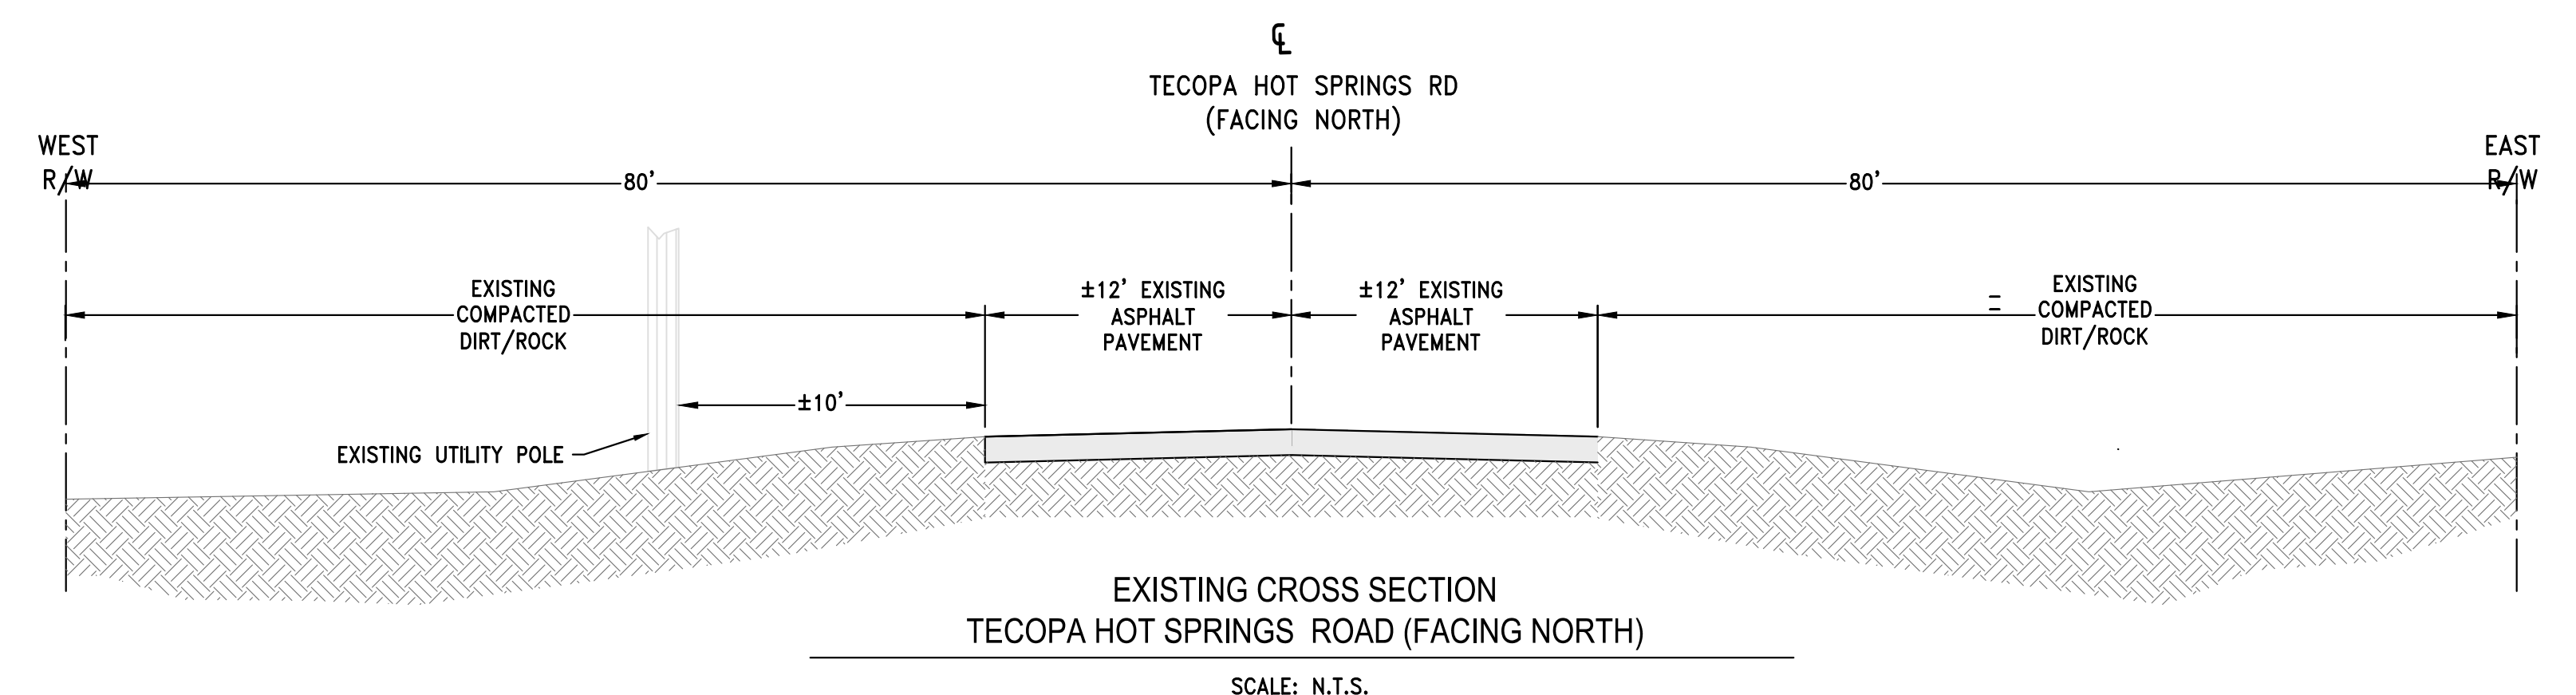 ℄
TECOPA HOT SPRINGS RD
(FACING NORTH)
WEST
R/W
EAST
R/W
80'
80'
EXISTING
COMPACTED
DIRT/ROCK
±12' EXISTING
ASPHALT
PAVEMENT
±12' EXISTING
ASPHALT
PAVEMENT
EXISTING
COMPACTED
DIRT/ROCK
±10'
EXISTING UTILITY POLE
EXISTING CROSS SECTION
TECOPA HOT SPRINGS ROAD (FACING NORTH)
SCALE: N.T.S.